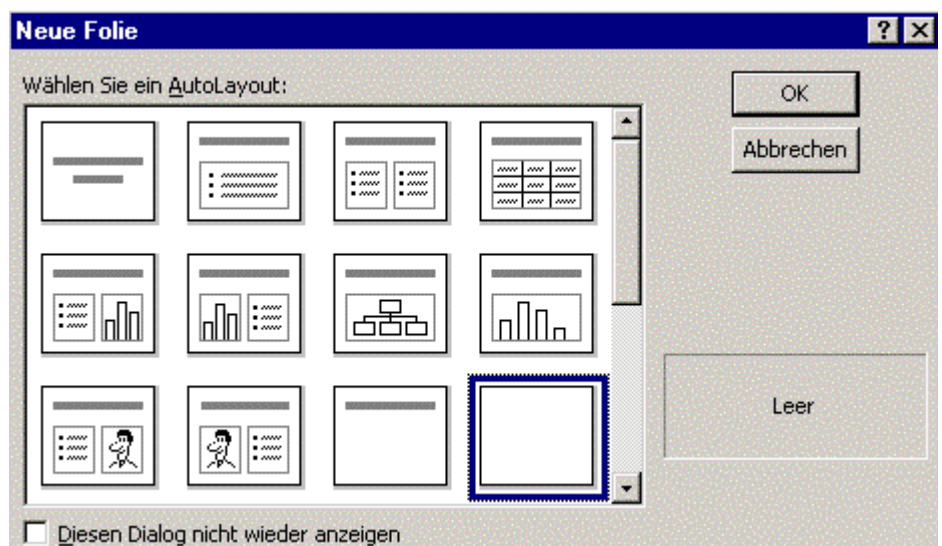 Neue Folie
Wählen Sie ein AutoLayout:
OK
Abbrechen
Leer
Diesen Dialog nicht wieder anzeigen